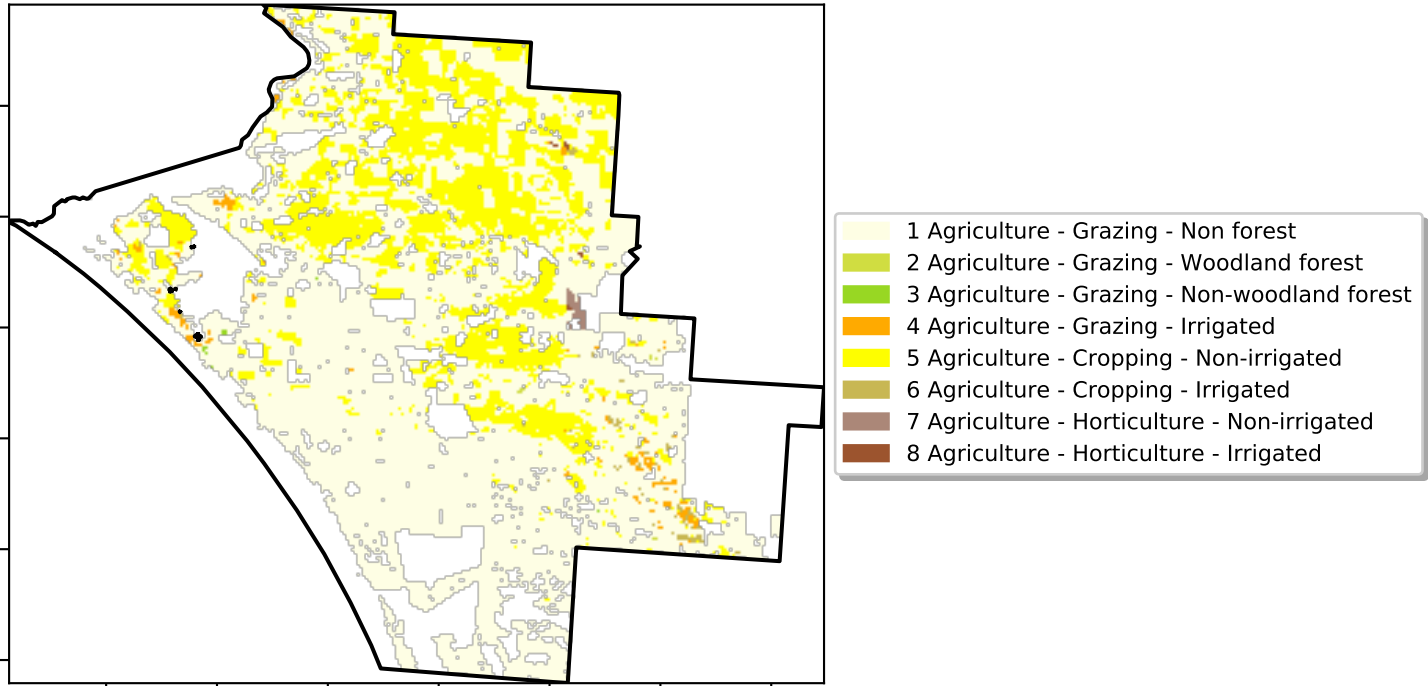 1 Agriculture - Grazing - Non forest
2 Agriculture - Grazing - Woodland forest
3 Agriculture - Grazing - Non-woodland forest
4 Agriculture - Grazing - Irrigated
5 Agriculture - Cropping - Non-irrigated
6 Agriculture - Cropping - Irrigated
7 Agriculture - Horticulture - Non-irrigated
8 Agriculture - Horticulture - Irrigated